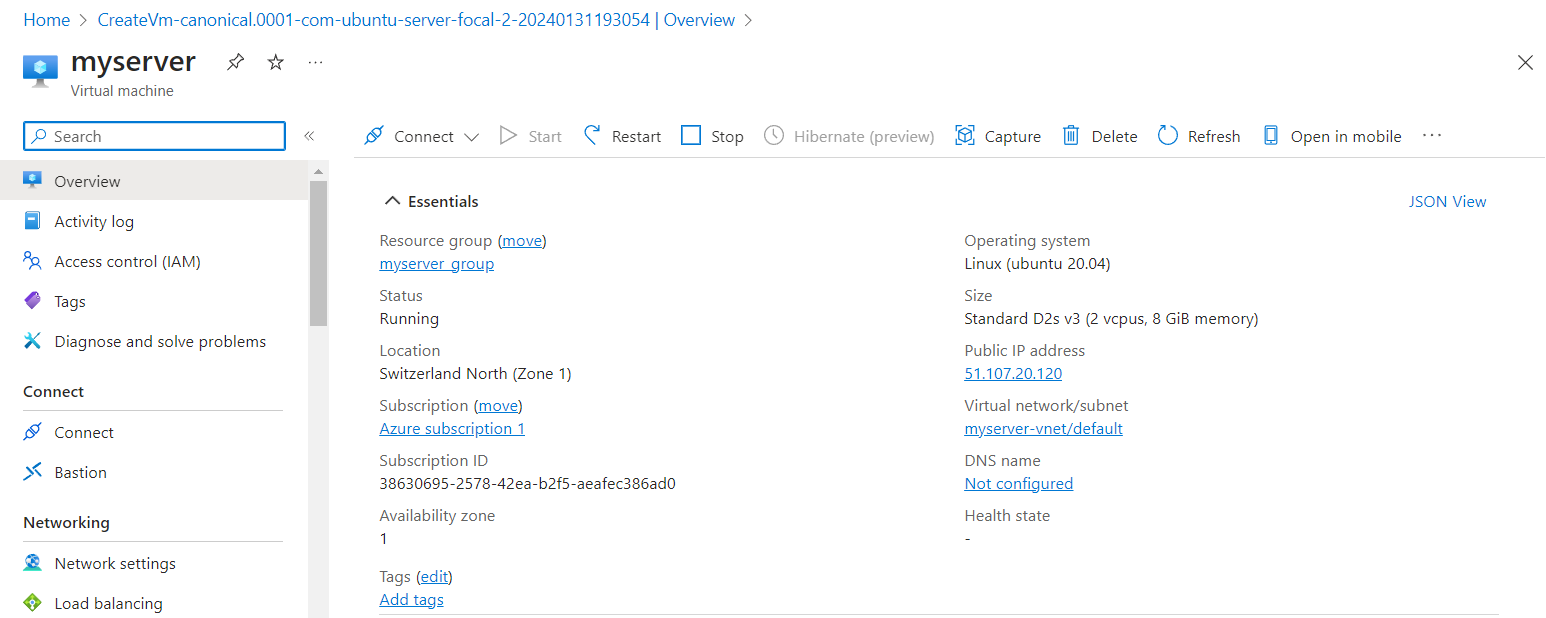 Home > CreateVm-canonical.0001-com-ubuntu-server-focal-2-20240131193054 | Overview >
myserver
Virtual machine
Search
«
Connect
Start
Restart
Stop
Hibernate (preview)
Capture
Delete
Refresh
Open in mobile
Overview
Activity log
Access control (IAM)
Tags
Diagnose and solve problems
Connect
Connect
Bastion
Networking
Network settings
Load balancing
Essentials
JSON View
Resource group (move)
myserver_group
Status
Running
Location
Switzerland North (Zone 1)
Subscription (move)
Azure subscription 1
Subscription ID
38630695-2578-42ea-b2f5-aeafec386ad0
Availability zone
1
Operating system
Linux (ubuntu 20.04)
Size
Standard D2s v3 (2 vcpus, 8 GiB memory)
Public IP address
51.107.20.120
Virtual network/subnet
myserver-vnet/default
DNS name
Not configured
Health state
-
Tags (edit)
Add tags